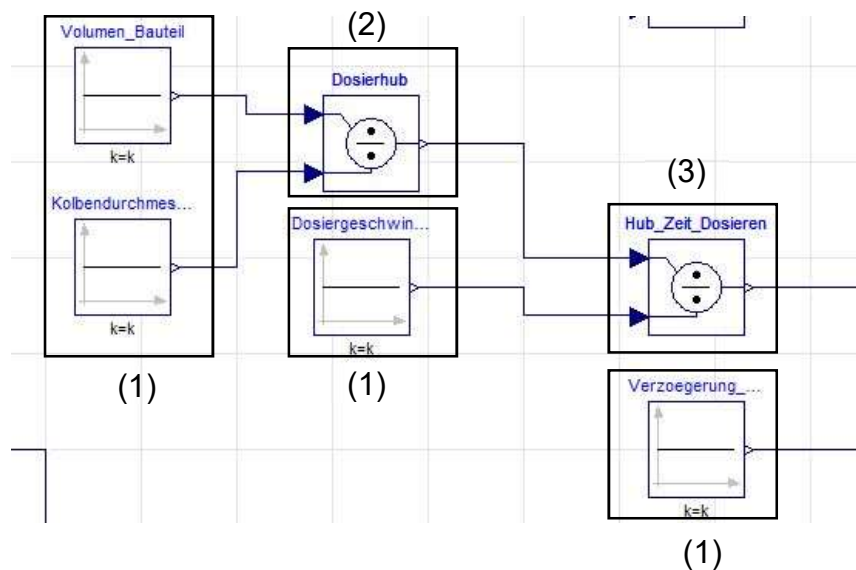 Volumen_Bauteil
k=k
Kolbendurchmes...
k=k
(1)
(2)
Dosierhub
Dosiergeschwin...
k=k
(1)
(3)
Hub_Zeit_Dosieren
Verzoegerung_...
k=k
(1)